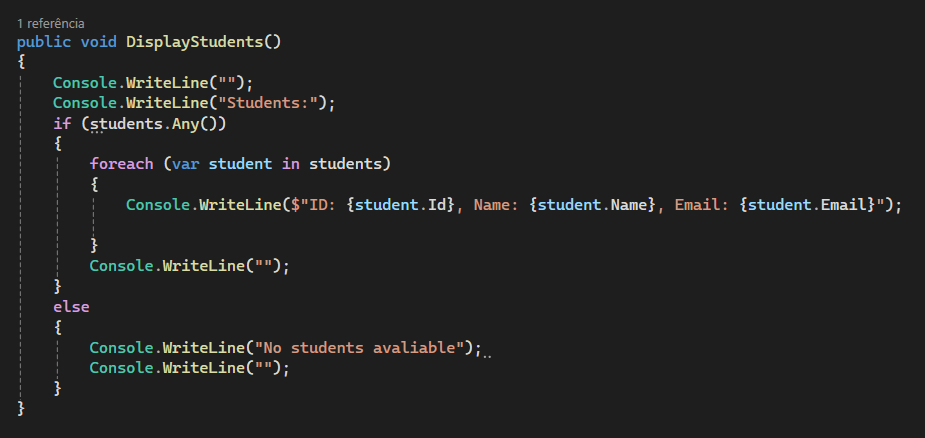 1 referência
public void DisplayStudents()
{
Console.WriteLine("");
Console.WriteLine("Students:");
if (students.Any())
{
foreach (var student in students)
{
Console.WriteLine($"ID: {student.Id}, Name: {student.Name}, Email: {student.Email}");
}
Console.WriteLine("");
}
else
{
Console.WriteLine("No students avaliable");
Console.WriteLine("");
}
}